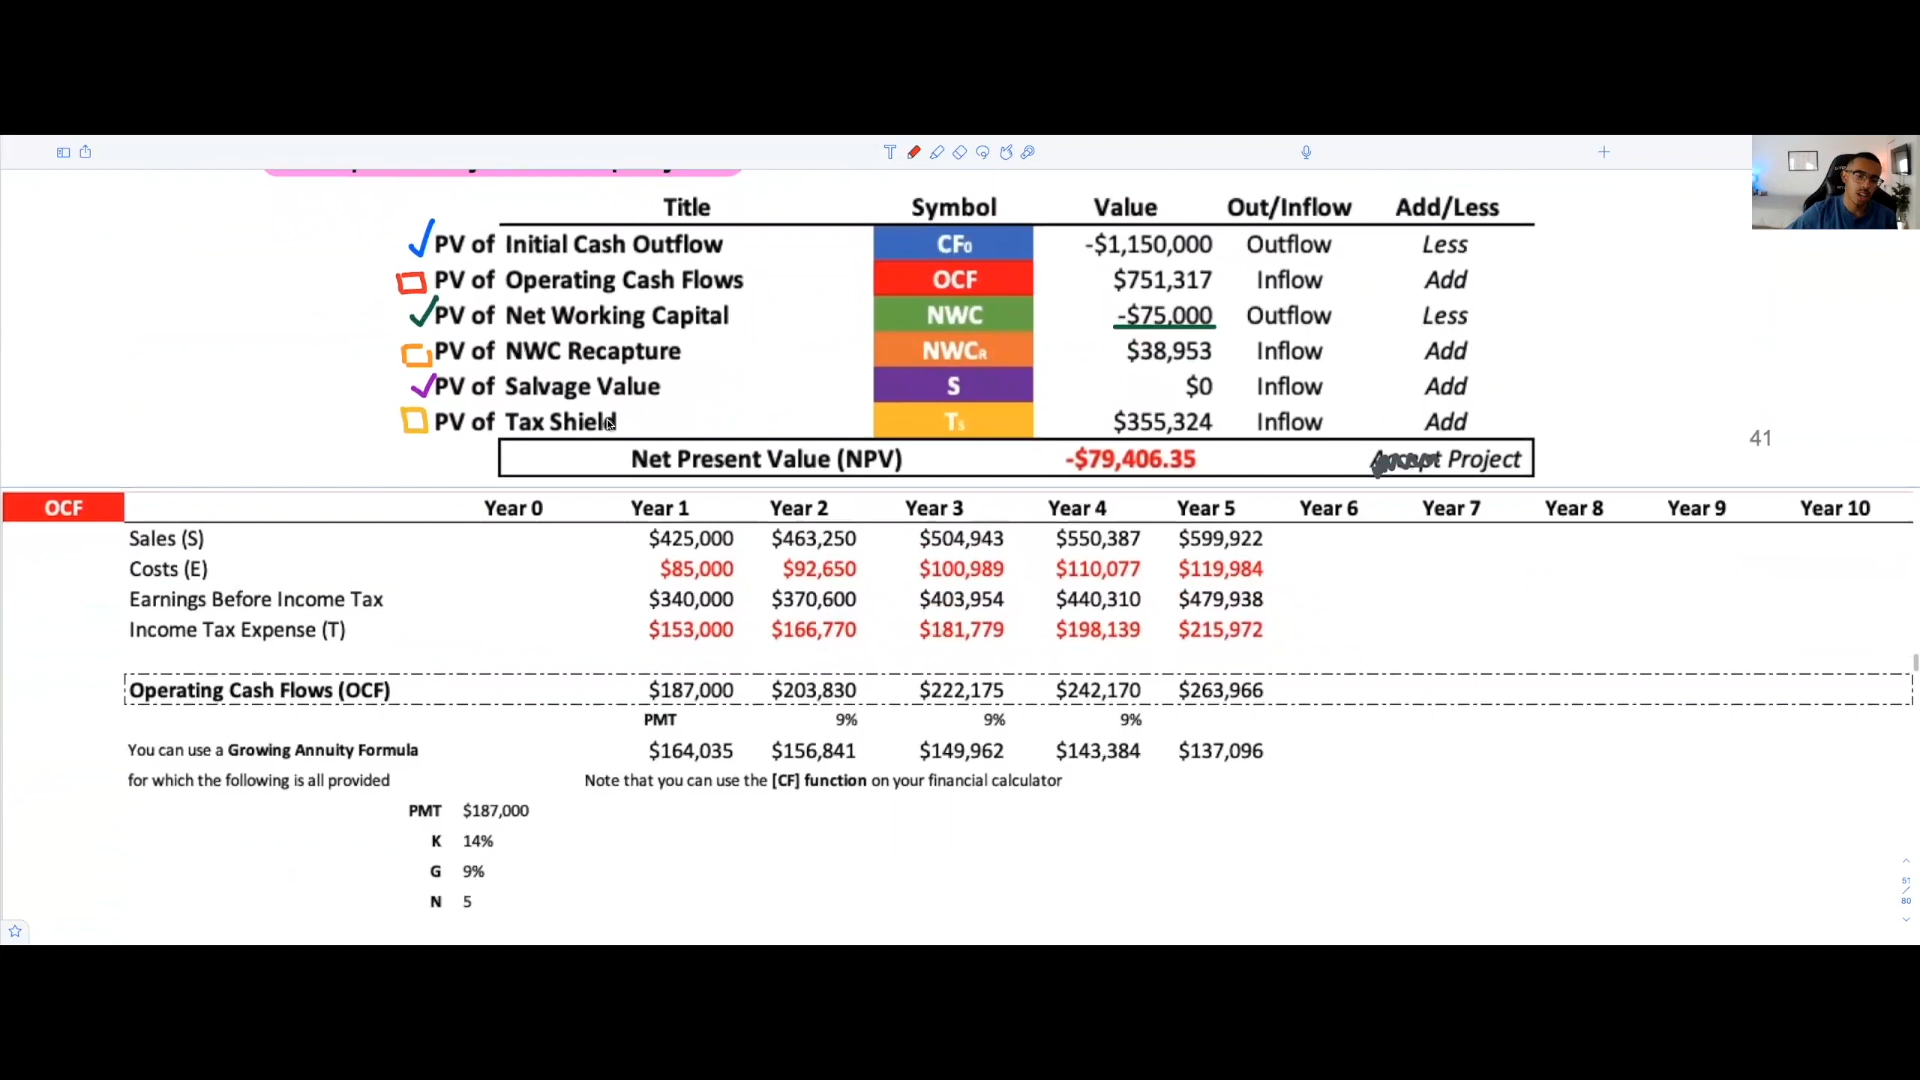 Title Symbol Value Out/Inflow Add/Less
PV of Initial Cash Outflow CF₀ -$1,150,000 Outflow Less
PV of Operating Cash Flows OCF $751,317 Inflow Add
PV of Net Working Capital NWC -$75,000 Outflow Less
PV of NWC Recapture NWCR $38,953 Inflow Add
PV of Salvage Value S $0 Inflow Add
PV of Tax Shield Ts $355,324 Inflow Add
41
Net Present Value (NPV) -$79,406.35 Project
OCF Year 0 Year 1 Year 2 Year 3 Year 4 Year 5 Year 6 Year 7 Year 8 Year 9 Year 10
Sales (S) $425,000 $463,250 $504,943 $550,387 $599,922
Costs (E) $85,000 $92,650 $100,989 $110,077 $119,984
Earnings Before Income Tax $340,000 $370,600 $403,954 $440,310 $479,938
Income Tax Expense (T) $153,000 $166,770 $181,779 $198,139 $215,972
Operating Cash Flows (OCF) $187,000 $203,830 $222,175 $242,170 $263,966
PMT 9% 9% 9%
You can use a Growing Annuity Formula $164,035 $156,841 $149,962 $143,384 $137,096
for which the following is all provided Note that you can use the [CF] function on your financial calculator
PMT $187,000
K 14%
G 9%
N 5
51
/
80